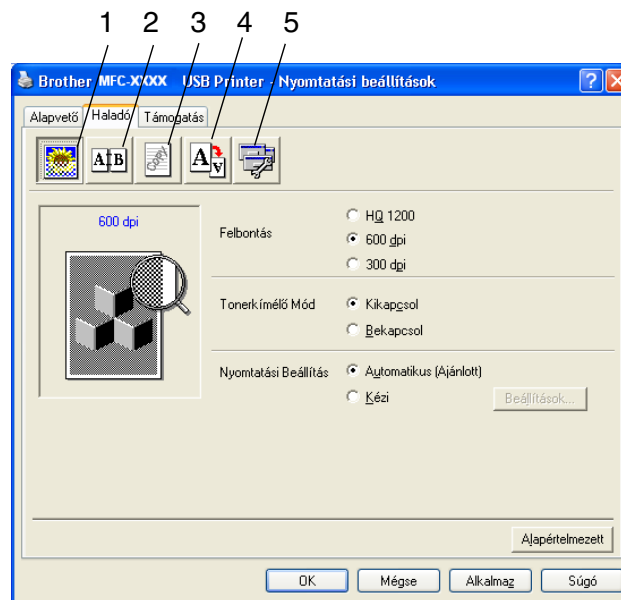 1 2 3 4 5
Brother MFC-XXXX USB Printer - Nyomtatási beállítások
Alapvető Haladó Támogatás
A B
Copy
A A
600 dpi
Felbontás
HQ 1200
600 dpi
300 dpi
Tonerkímélő Mód
Kikapcsol
Bekapcsol
Nyomtatási Beállítás
Automatikus (Ajánlott)
Kézi
Beállítások...
Alapértelmezett
OK Mégse Alkalmaz Súgó